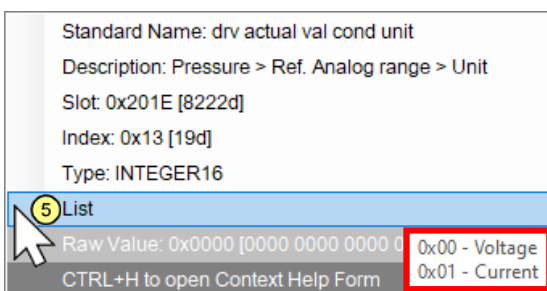 Standard Name: drv actual val cond unit
Description: Pressure > Ref. Analog range > Unit
Slot: 0x201E [8222d]
Index: 0x13 [19d]
Type: INTEGER16
5 List
Raw Value: 0x0000 [0000 0000 0000 0
0x00 - Voltage
0x01 - Current
CTRL+H to open Context Help Form